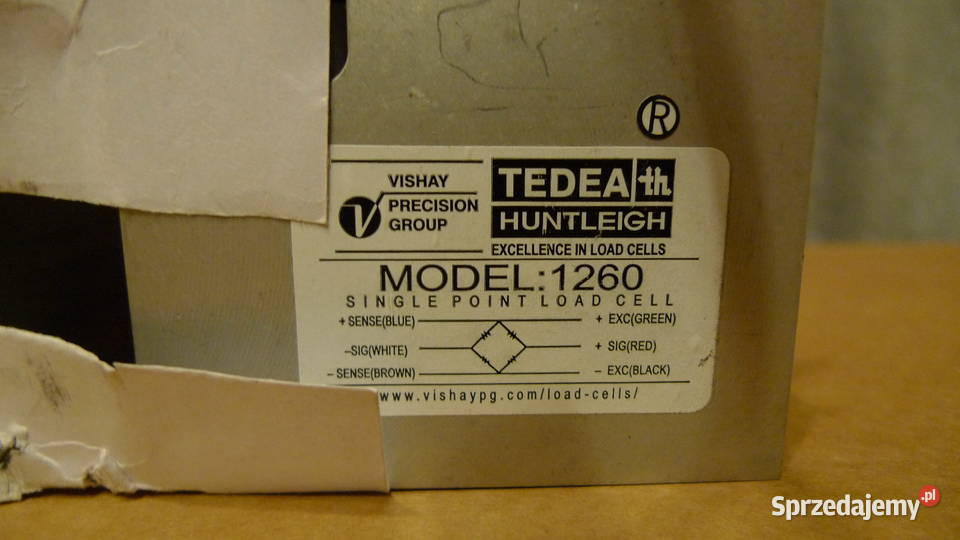 ®
VISHAY
PRECISION
GROUP
TEDEA th
HUNTLEIGH
EXCELLENCE IN LOAD CELLS
MODEL:1260
SINGLE POINT LOAD CELL
+ SENSE(BLUE) + EXC(GREEN)
–SIG(WHITE) + SIG(RED)
– SENSE(BROWN) – EXC(BLACK)
www.vishaypg.com/load-cells/
Sprzedajemy.pl